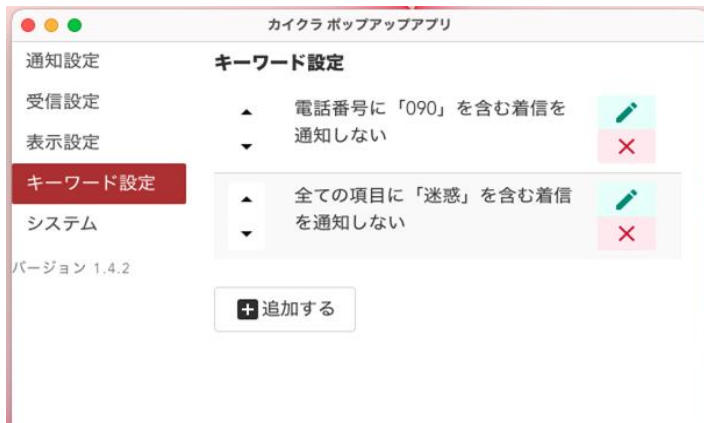 カイクラ ポップアップアプリ
通知設定
受信設定
表示設定
キーワード設定
システム
バージョン 1.4.2
キーワード設定
電話番号に「090」を含む着信を
通知しない
全ての項目に「迷惑」を含む着信
を通知しない
追加する